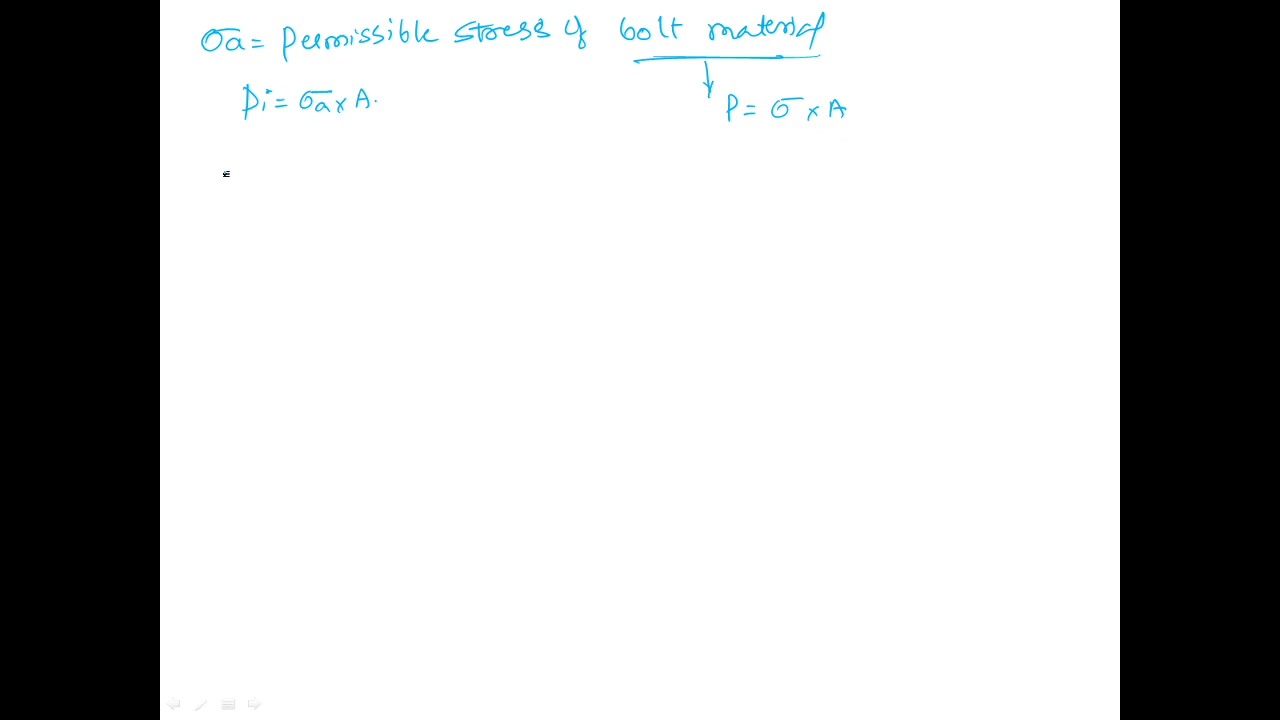 σa = permissible stress of bolt material
Pi = σa × A.
P = σ × A